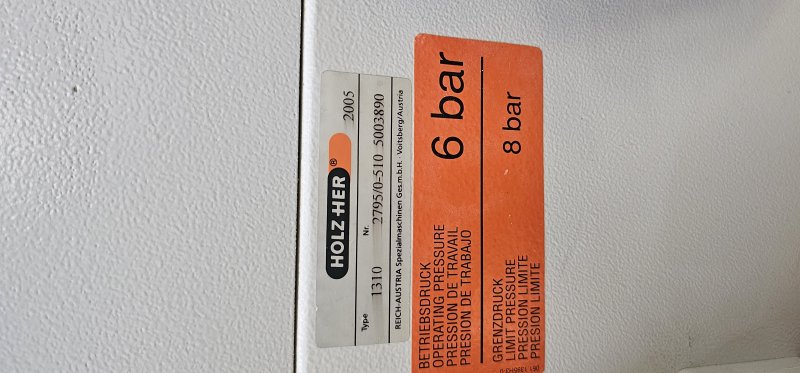 HOLZ-HER®
2005
Type 1310 Nr. 2795/0-510 5003890
REICH-AUSTRIA Spezialmaschinen Ges.m.b.H. Voitsberg/Austria
BETRIEBSDRUCK
OPERATING PRESSURE
PRESSION DE TRAVAIL
PRESION DE TRABAJO
6 bar
GRENZDRUCK
LIMIT PRESSURE
PRESSION LIMITE
PRESION LIMITE
8 bar